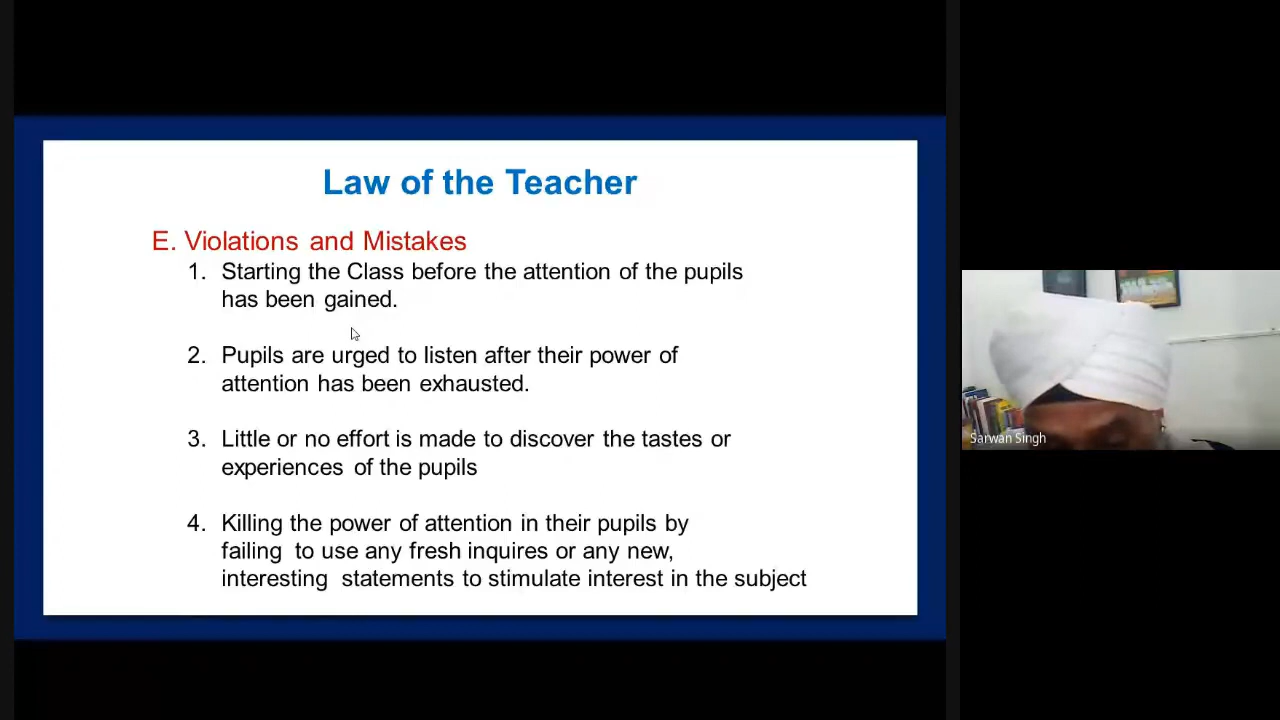 Law of the Teacher
E. Violations and Mistakes
1. Starting the Class before the attention of the pupils
has been gained.
2. Pupils are urged to listen after their power of
attention has been exhausted.
3. Little or no effort is made to discover the tastes or
experiences of the pupils
4. Killing the power of attention in their pupils by
failing to use any fresh inquires or any new,
interesting statements to stimulate interest in the subject
Sarwan Singh